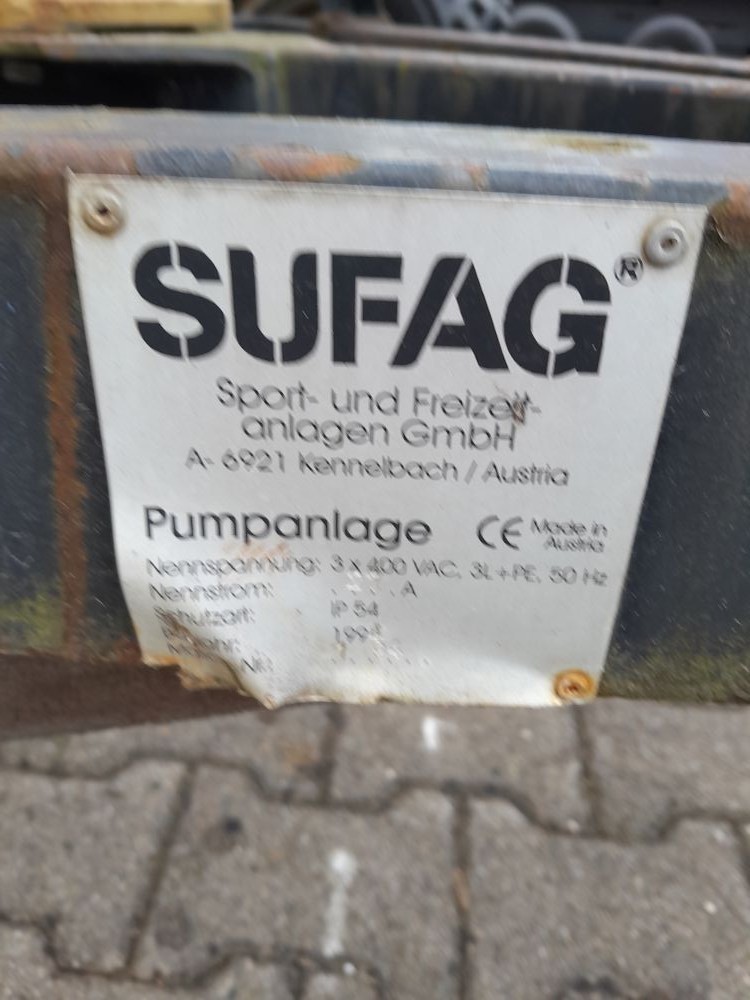 SUFAG®
Sport- und Freizeit-
anlagen GmbH
A- 6921 Kennelbach / Austria
Pumpanlage CE Made in
Austria
Nennspannung: 3 x 400 VAC, 3L+PE, 50 Hz
Nennstrom: A
Schutzart: IP 54